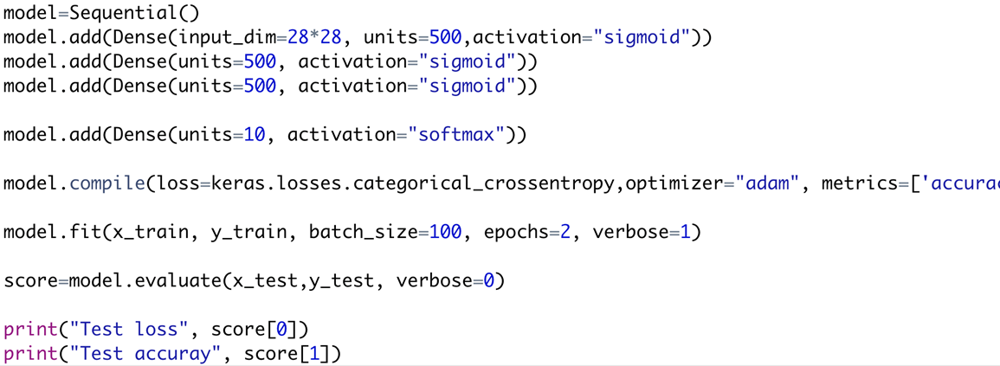 model=Sequential()
model.add(Dense(input_dim=28*28, units=500,activation="sigmoid"))
model.add(Dense(units=500, activation="sigmoid"))
model.add(Dense(units=500, activation="sigmoid"))
model.add(Dense(units=10, activation="softmax"))
model.compile(loss=keras.losses.categorical_crossentropy,optimizer="adam", metrics=['accurac
model.fit(x_train, y_train, batch_size=100, epochs=2, verbose=1)
score=model.evaluate(x_test,y_test, verbose=0)
print("Test loss", score[0])
print("Test accuray", score[1])